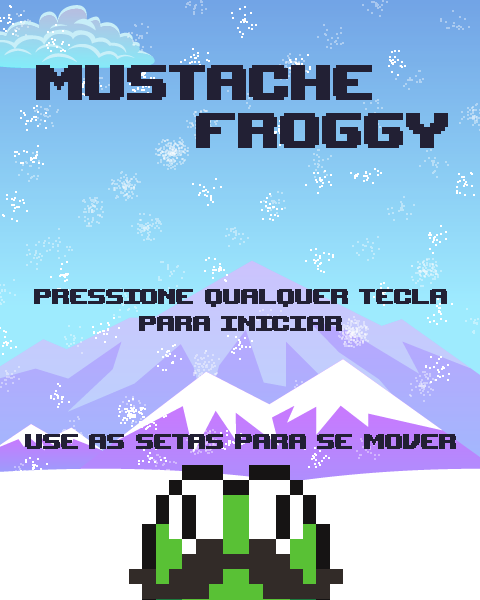 MUSTACHE
FROGGY
PRESSIONE QUALQUER TECLA
PARA INICIAR
USE AS SETAS PARA SE MOVER